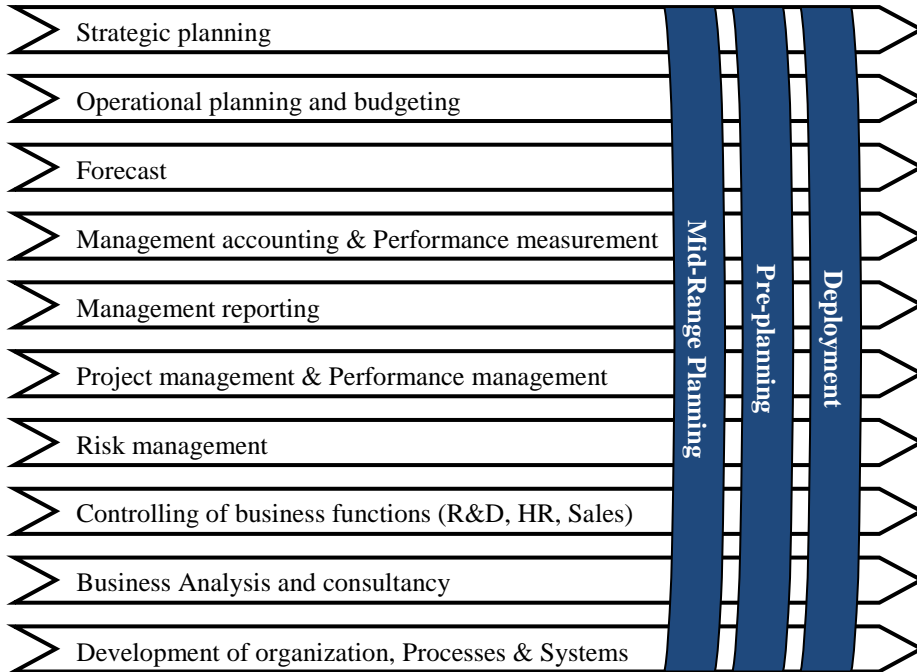 Strategic planning
Operational planning and budgeting
Forecast
Management accounting & Performance measurement
Management reporting
Project management & Performance management
Risk management
Controlling of business functions (R&D, HR, Sales)
Business Analysis and consultancy
Development of organization, Processes & Systems
Mid-Range Planning
Pre-planning
Deployment